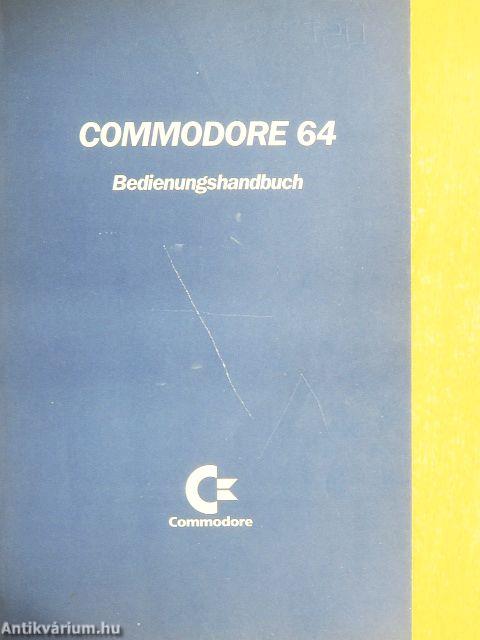 COMMODORE 64
Bedienungshandbuch
Commodore
Antikvárium.hu